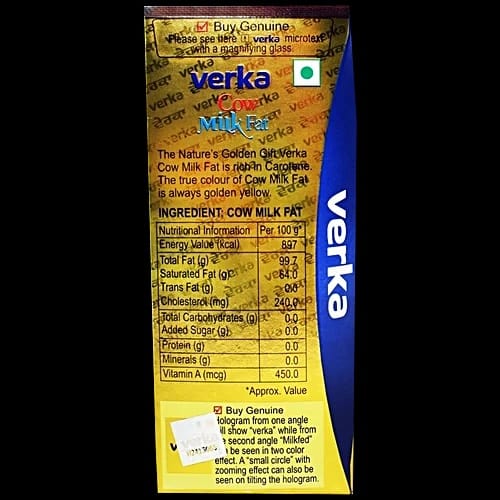 Buy Genuine
Please see here verka microtext
with a magnifying glass.
verka
Cow
Milk Fat
The Nature's Golden Gift Verka
Cow Milk Fat is rich in Carotene.
The true colour of Cow Milk Fat
is always golden yellow.
INGREDIENT: COW MILK FAT
Nutritional Information Per 100 g*
Energy Value (kcal) 897
Total Fat (g) 99.7
Saturated Fat (g) 64.0
Trans Fat (g) 0.0
Cholesterol (mg) 240.0
Total Carbohydrates (g) 0.0
Added Sugar (g) 0.0
Protein (g) 0.0
Minerals (g) 0.0
Vitamin A (mcg) 450.0
*Approx. Value
verka
Buy Genuine
Hologram from one angle
will show "verka" while from
second angle "Milkfed"
be seen in two color
effect. A "small circle" with
zooming effect can also be
seen on tilting the hologram.
verka